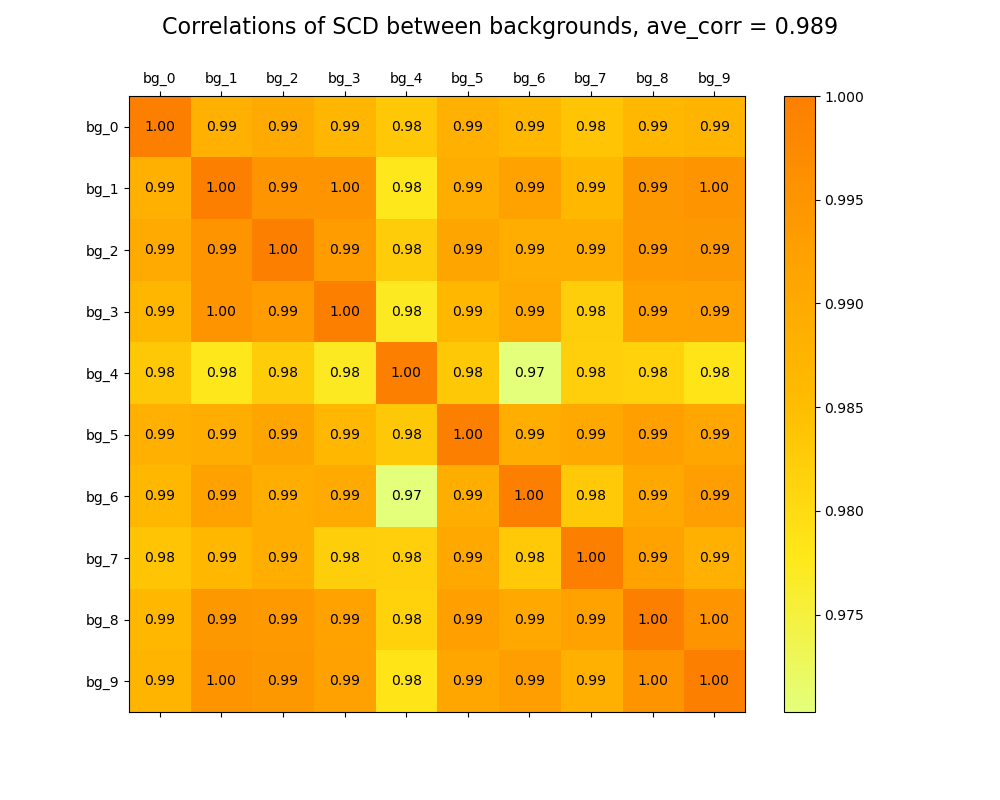 Correlations of SCD between backgrounds, ave_corr = 0.989
bg_0 bg_1 bg_2 bg_3 bg_4 bg_5 bg_6 bg_7 bg_8 bg_9
bg_0 1.00 0.99 0.99 0.99 0.98 0.99 0.99 0.98 0.99 0.99
bg_1 0.99 1.00 0.99 1.00 0.98 0.99 0.99 0.99 0.99 1.00
bg_2 0.99 0.99 1.00 0.99 0.98 0.99 0.99 0.99 0.99 0.99
bg_3 0.99 1.00 0.99 1.00 0.98 0.99 0.99 0.98 0.99 0.99
bg_4 0.98 0.98 0.98 0.98 1.00 0.98 0.97 0.98 0.98 0.98
bg_5 0.99 0.99 0.99 0.99 0.98 1.00 0.99 0.99 0.99 0.99
bg_6 0.99 0.99 0.99 0.99 0.97 0.99 1.00 0.98 0.99 0.99
bg_7 0.98 0.99 0.99 0.98 0.98 0.99 0.98 1.00 0.99 0.99
bg_8 0.99 0.99 0.99 0.99 0.98 0.99 0.99 0.99 1.00 1.00
bg_9 0.99 1.00 0.99 0.99 0.98 0.99 0.99 0.99 1.00 1.00
1.000
0.995
0.990
0.985
0.980
0.975